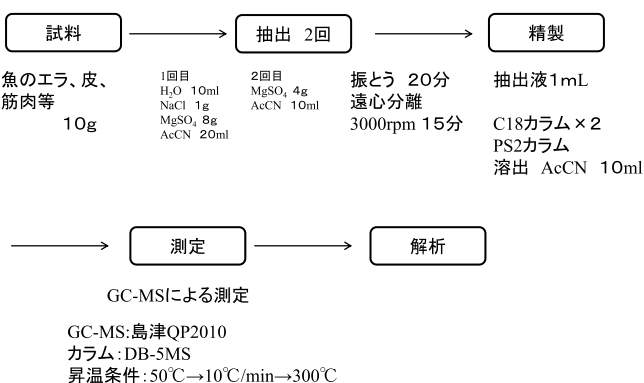 試料
抽出 2回
精製
魚のエラ、皮、
筋肉等
10g
1回目
H₂O 10ml
NaCl 1g
MgSO₄ 8g
AcCN 20ml
2回目
MgSO₄ 4g
AcCN 10ml
振とう 20分
遠心分離
3000rpm 15分
抽出液1mL
C18カラム×2
PS2カラム
溶出 AcCN 10ml
測定
解析
GC-MSによる測定
GC-MS:島津QP2010
カラム:DB-5MS
昇温条件:50℃→10℃/min→300℃